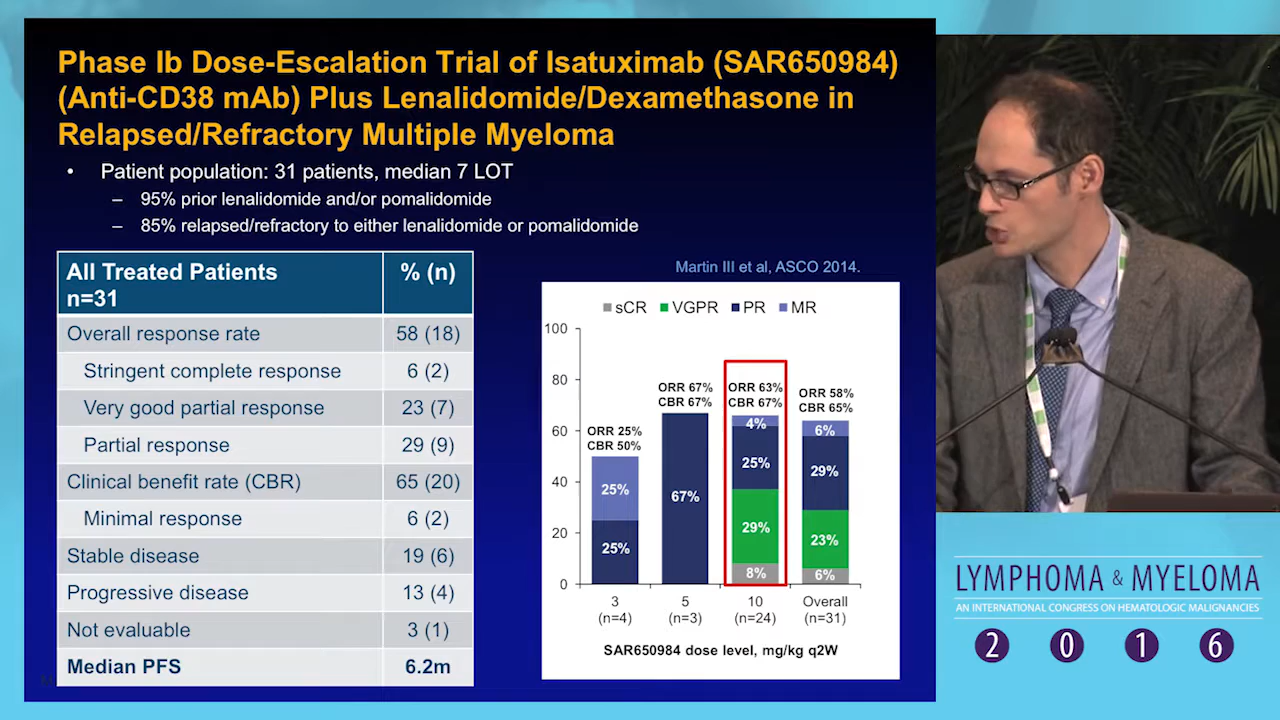 Phase Ib Dose-Escalation Trial of Isatuximab (SAR650984)
(Anti-CD38 mAb) Plus Lenalidomide/Dexamethasone in
Relapsed/Refractory Multiple Myeloma
• Patient population: 31 patients, median 7 LOT
– 95% prior lenalidomide and/or pomalidomide
– 85% relapsed/refractory to either lenalidomide or pomalidomide
All Treated Patients % (n)
n=31
Overall response rate 58 (18)
Stringent complete response 6 (2)
Very good partial response 23 (7)
Partial response 29 (9)
Clinical benefit rate (CBR) 65 (20)
Minimal response 6 (2)
Stable disease 19 (6)
Progressive disease 13 (4)
Not evaluable 3 (1)
Median PFS 6.2m
Martin III et al, ASCO 2014.
sCR VGPR PR MR
100
80
60
40
20
0
ORR 25%
CBR 50%
25%
25%
ORR 67%
CBR 67%
67%
ORR 63%
CBR 67%
4%
25%
29%
8%
ORR 58%
CBR 65%
6%
29%
23%
6%
3 5 10 Overall
(n=4) (n=3) (n=24) (n=31)
SAR650984 dose level, mg/kg q2W
LYMPHOMA & MYELOMA
AN INTERNATIONAL CONGRESS ON HEMATOLOGIC MALIGNANCIES
2 0 1 6